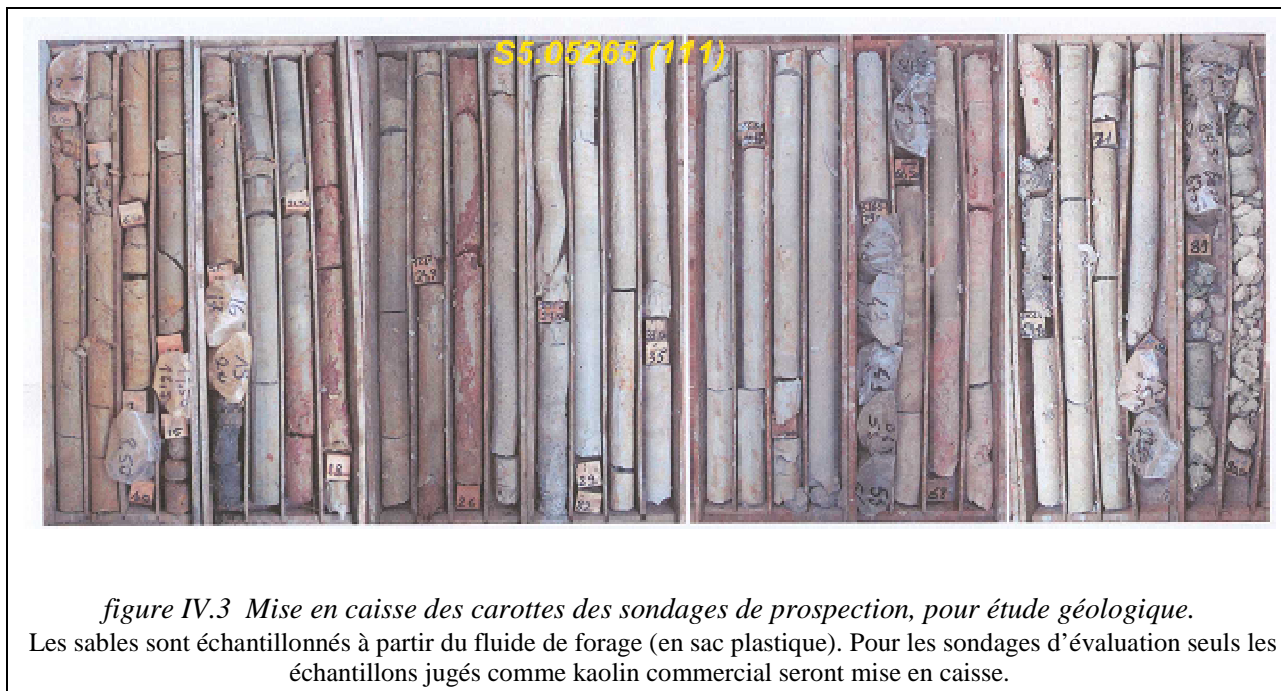 S5.05265 (111)
figure IV.3 Mise en caisse des carottes des sondages de prospection, pour étude géologique.
Les sables sont échantillonnés à partir du fluide de forage (en sac plastique). Pour les sondages d’évaluation seuls les
échantillons jugés comme kaolin commercial seront mise en caisse.